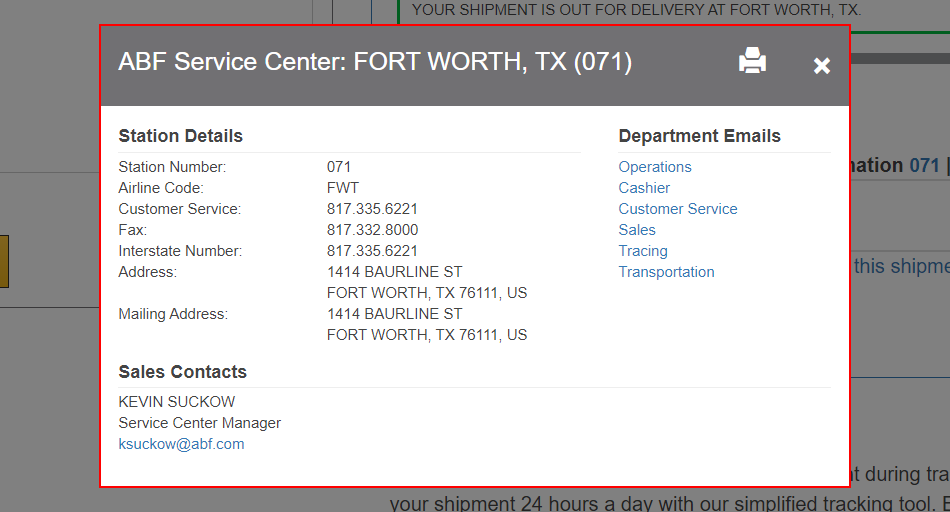 YOUR SHIPMENT IS OUT FOR DELIVERY AT FORT WORTH, TX.
ABF Service Center: FORT WORTH, TX (071)
Station Details
Station Number: 071
Airline Code: FWT
Customer Service: 817.335.6221
Fax: 817.332.8000
Interstate Number: 817.335.6221
Address: 1414 BAURLINE ST
FORT WORTH, TX 76111, US
Mailing Address: 1414 BAURLINE ST
FORT WORTH, TX 76111, US
Department Emails
Operations
Cashier
Customer Service
Sales
Tracing
Transportation
Sales Contacts
KEVIN SUCKOW
Service Center Manager
ksuckow@abf.com
071 |
this
during
your shipment 24 hours a day with our simplified tracking tool.